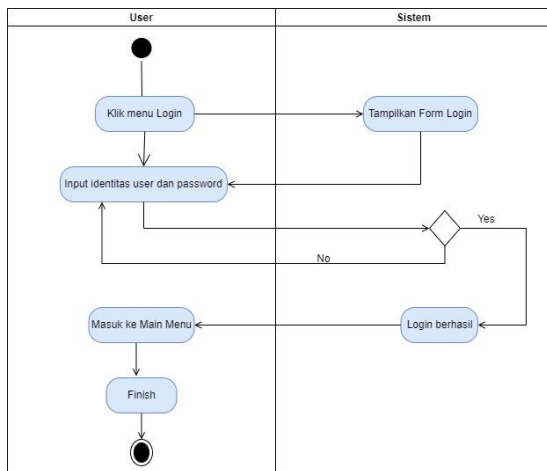 User
Sistem
Klik menu Login
Tampilkan Form Login
Input identitas user dan password
Yes
No
Masuk ke Main Menu
Login berhasil
Finish